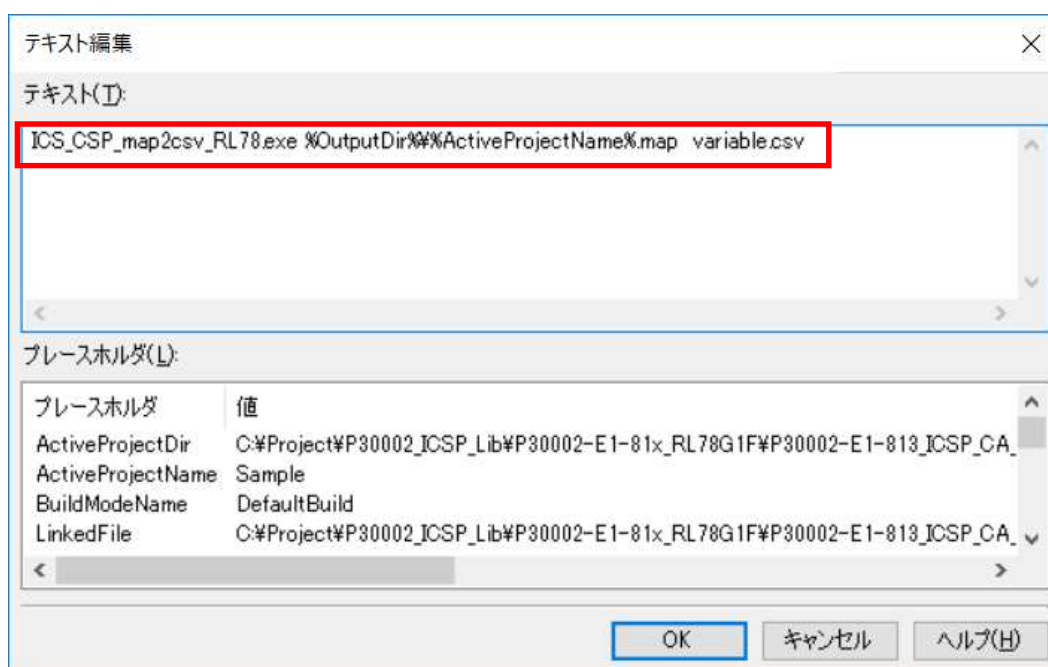 テキスト編集
テキスト(T):
ICS_CSP_map2csv_RL78.exe %OutputDir%¥%ActiveProjectName%.map variable.csv
プレースホルダ(L):
プレースホルダ 値
ActiveProjectDir C:¥Project¥P30002_ICSP_Lib¥P30002-E1-81x_RL78G1F¥P30002-E1-813_ICSP_CA_
ActiveProjectName Sample
BuildModeName DefaultBuild
LinkedFile C:¥Project¥P30002_ICSP_Lib¥P30002-E1-81x_RL78G1F¥P30002-E1-813_ICSP_CA_
OK キャンセル ヘルプ(H)